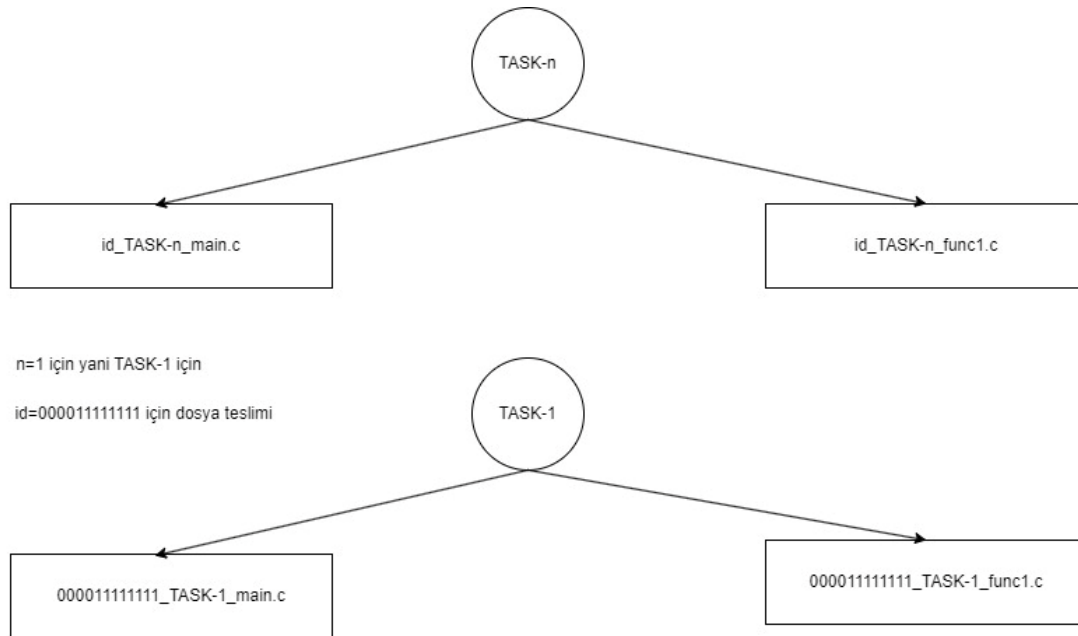 TASK-n
id_TASK-n_main.c
id_TASK-n_func1.c
n=1 için yani TASK-1 için
id=000011111111 için dosya teslimi
TASK-1
000011111111_TASK-1_main.c
000011111111_TASK-1_func1.c